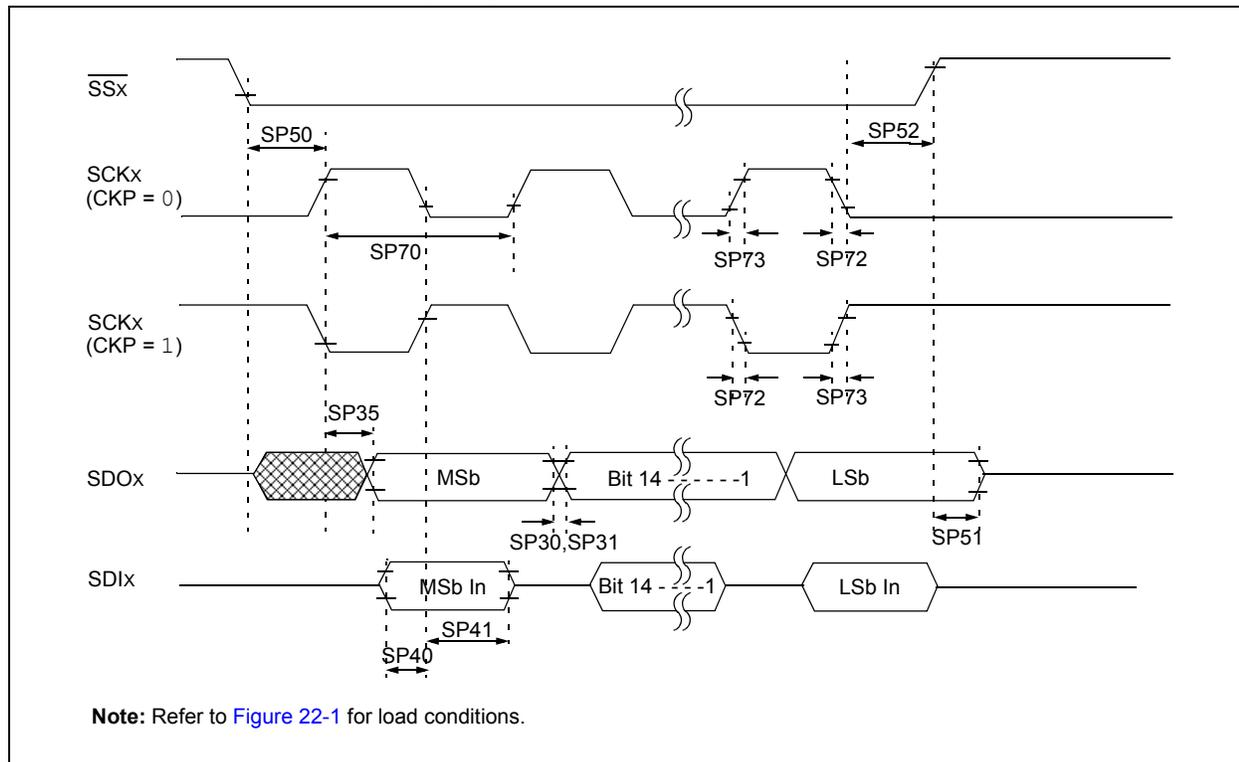 SSx
SP50
SP52
SCKx
(CKP = 0)
SP70
SP73
SP72
SCKx
(CKP = 1)
SP72
SP73
SP35
SDOx
MSb
Bit 14 - - - - - -1
LSb
SP30,SP31
SP51
SDIx
MSb In
Bit 14 - - - -1
LSb In
SP41
SP40
Note: Refer to Figure 22-1 for load conditions.